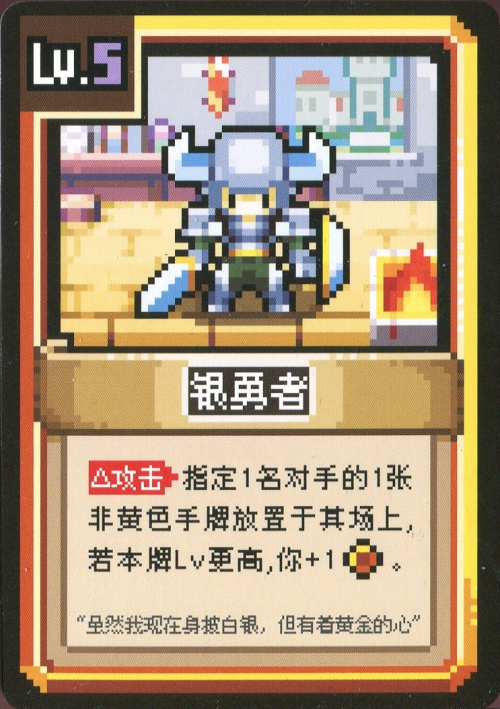 Lv.5
银勇者
△攻击 指定1名对手的1张
非黄色手牌放置于其场上,
若本牌Lv更高,你+1 。
“虽然我现在身披白银，但有着黄金的心”